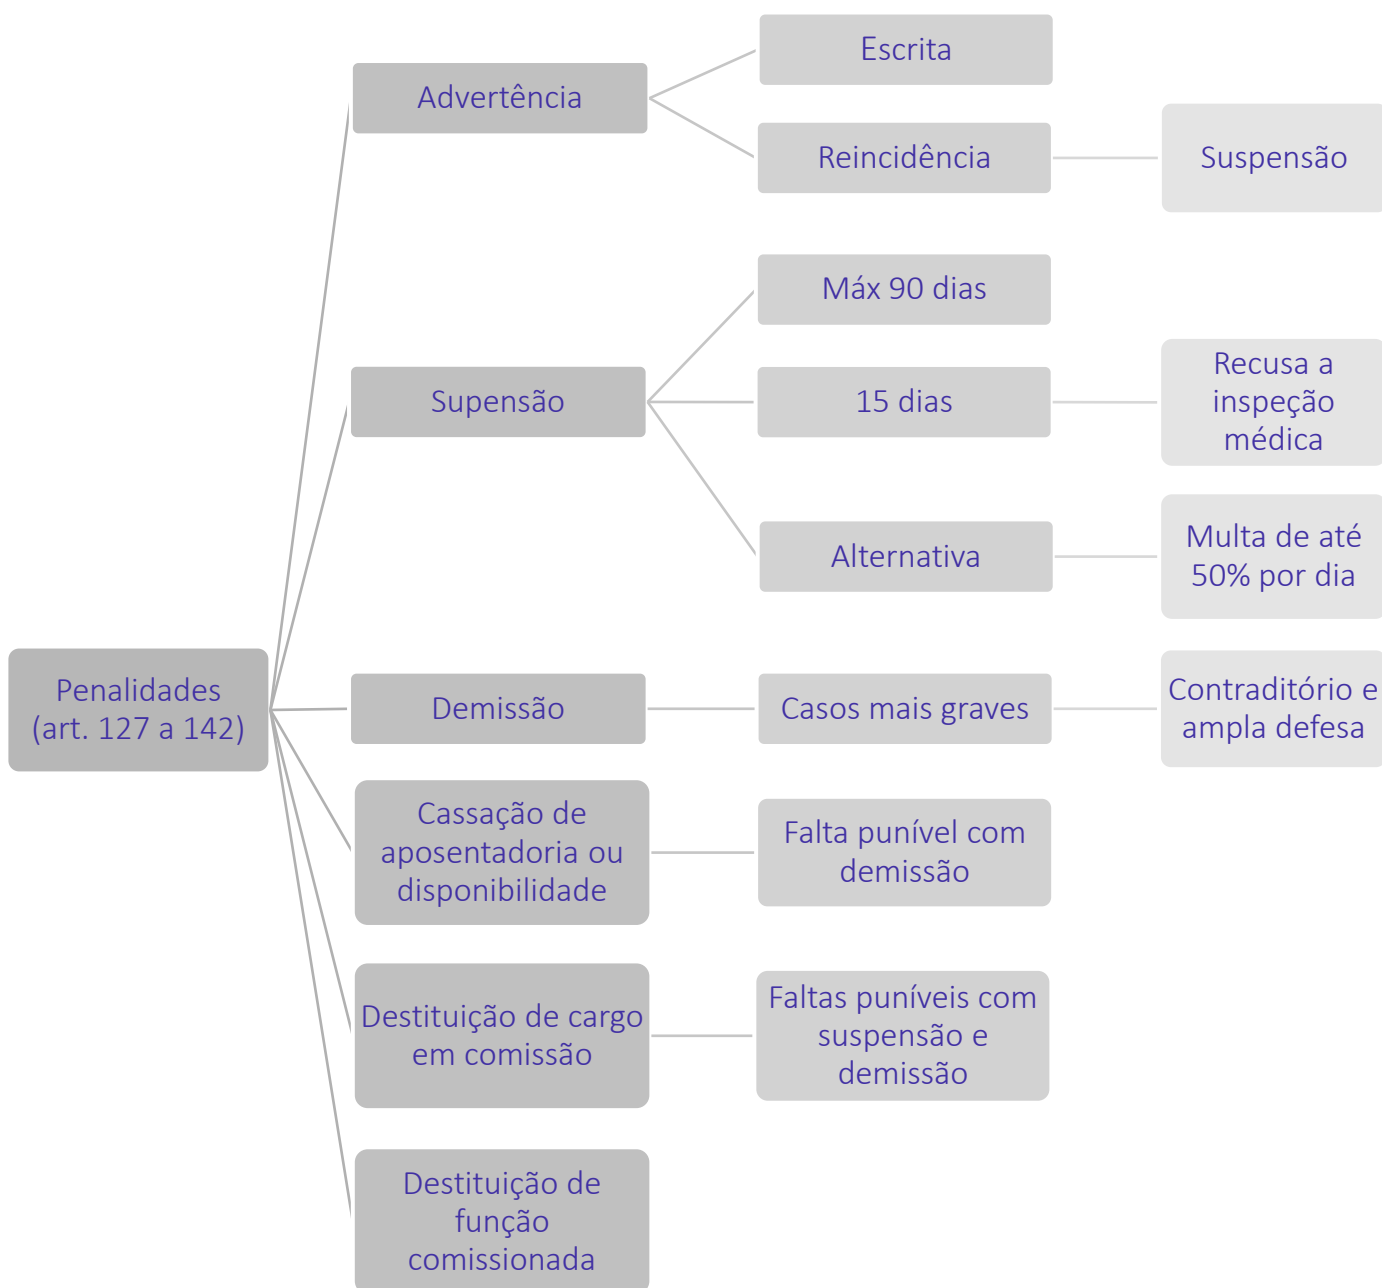 Escrita
Advertência
Reincidência
Suspensão
Máx 90 dias
Supensão
15 dias
Recusa a
inspeção
médica
Alternativa
Multa de até
50% por dia
Penalidades
(art. 127 a 142)
Demissão
Casos mais graves
Contraditório e
ampla defesa
Cassação de
aposentadoria ou
disponibilidade
Falta punível com
demissão
Destituição de cargo
em comissão
Faltas puníveis com
suspensão e
demissão
Destituição de
função
comissionada